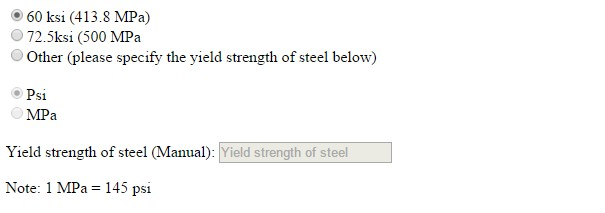 60 ksi (413.8 MPa)
72.5ksi (500 MPa
Other (please specify the yield strength of steel below)
Psi
MPa
Yield strength of steel (Manual): Yield strength of steel
Note: 1 MPa = 145 psi